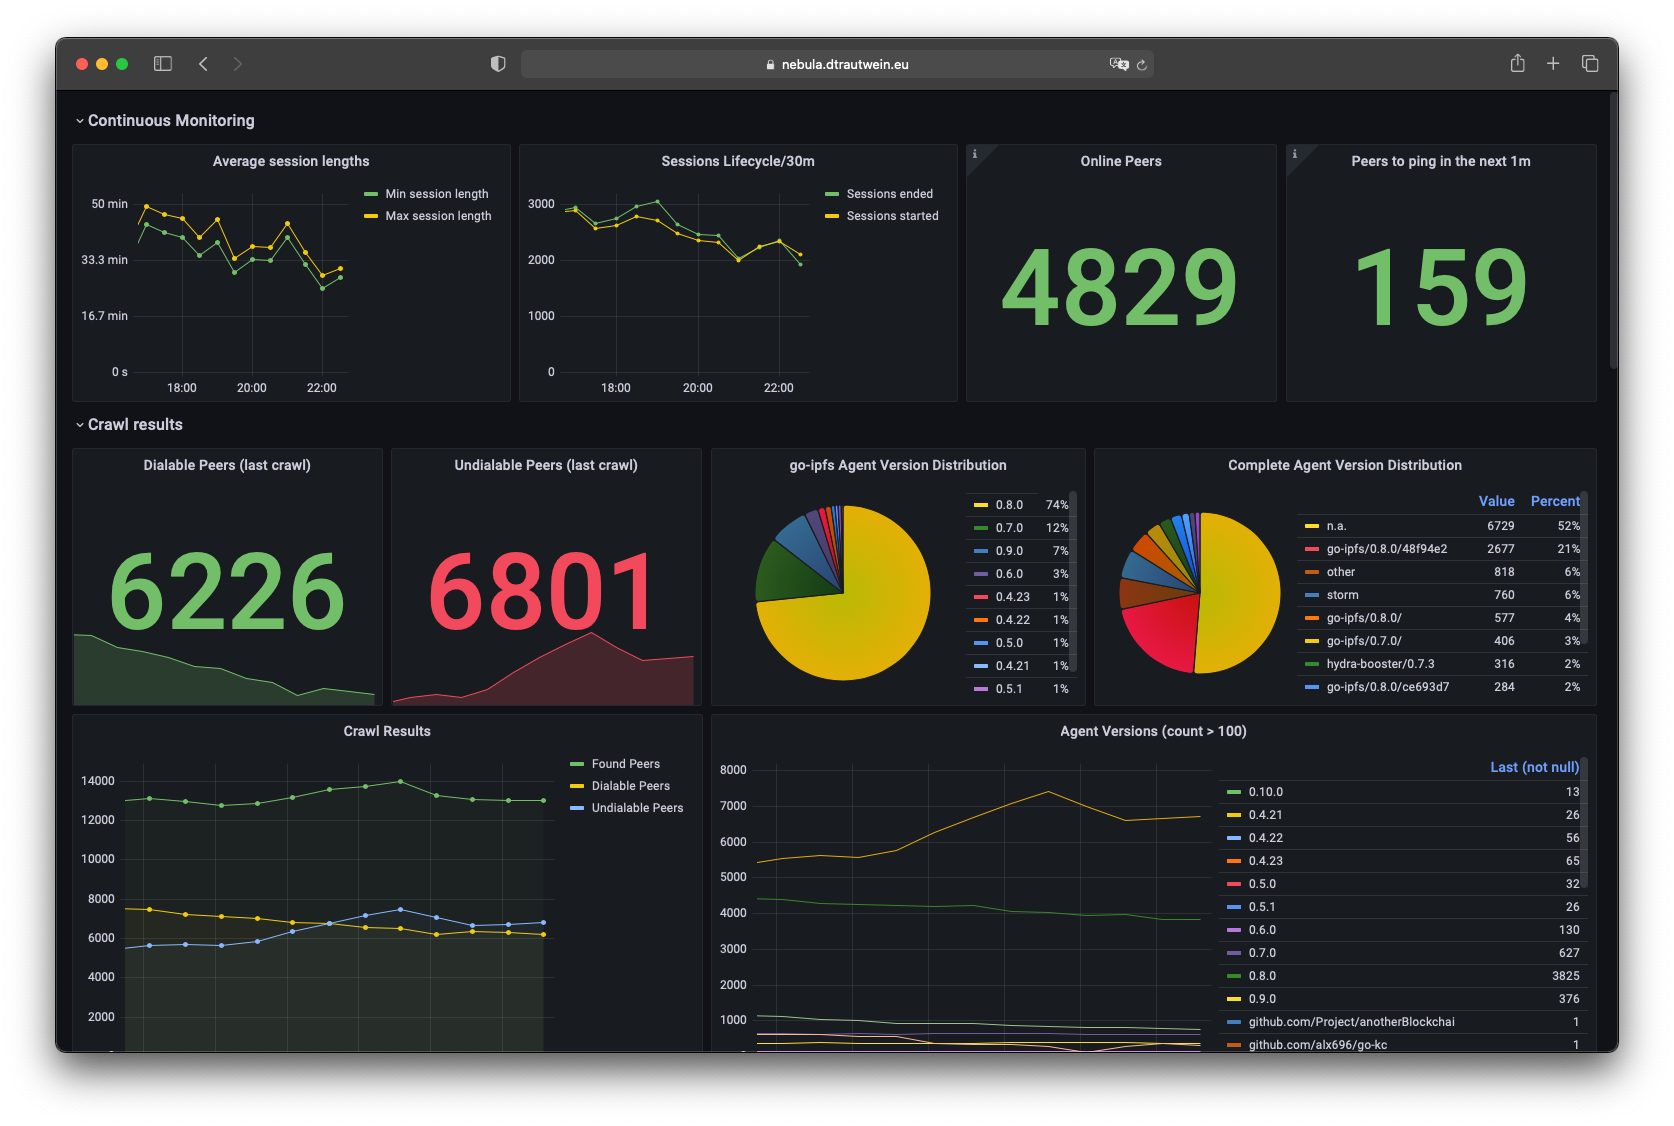 nebula.dtrautwein.eu
Continuous Monitoring
Average session lengths
50 min
33.3 min
16.7 min
0 s
18:00 20:00 22:00
Min session length
Max session length
Sessions Lifecycle/30m
3000
2000
1000
0
18:00 20:00 22:00
Sessions ended
Sessions started
i
Online Peers
4829
i
Peers to ping in the next 1m
159
Crawl results
Dialable Peers (last crawl)
6226
Undialable Peers (last crawl)
6801
go-ipfs Agent Version Distribution
0.8.0 74%
0.7.0 12%
0.9.0 7%
0.6.0 3%
0.4.23 1%
0.4.22 1%
0.5.0 1%
0.4.21 1%
0.5.1 1%
Complete Agent Version Distribution
Value Percent
n.a. 6729 52%
go-ipfs/0.8.0/48f94e2 2677 21%
other 818 6%
storm 760 6%
go-ipfs/0.8.0/ 577 4%
go-ipfs/0.7.0/ 406 3%
hydra-booster/0.7.3 316 2%
go-ipfs/0.8.0/ce693d7 284 2%
Crawl Results
14000
12000
10000
8000
6000
4000
2000
Found Peers
Dialable Peers
Undialable Peers
Agent Versions (count > 100)
8000
7000
6000
5000
4000
3000
2000
1000
Last (not null)
0.10.0 13
0.4.21 26
0.4.22 56
0.4.23 65
0.5.0 32
0.5.1 26
0.6.0 130
0.7.0 627
0.8.0 3825
0.9.0 376
github.com/Project/anotherBlockchai 1
github.com/alx696/go-kc 1